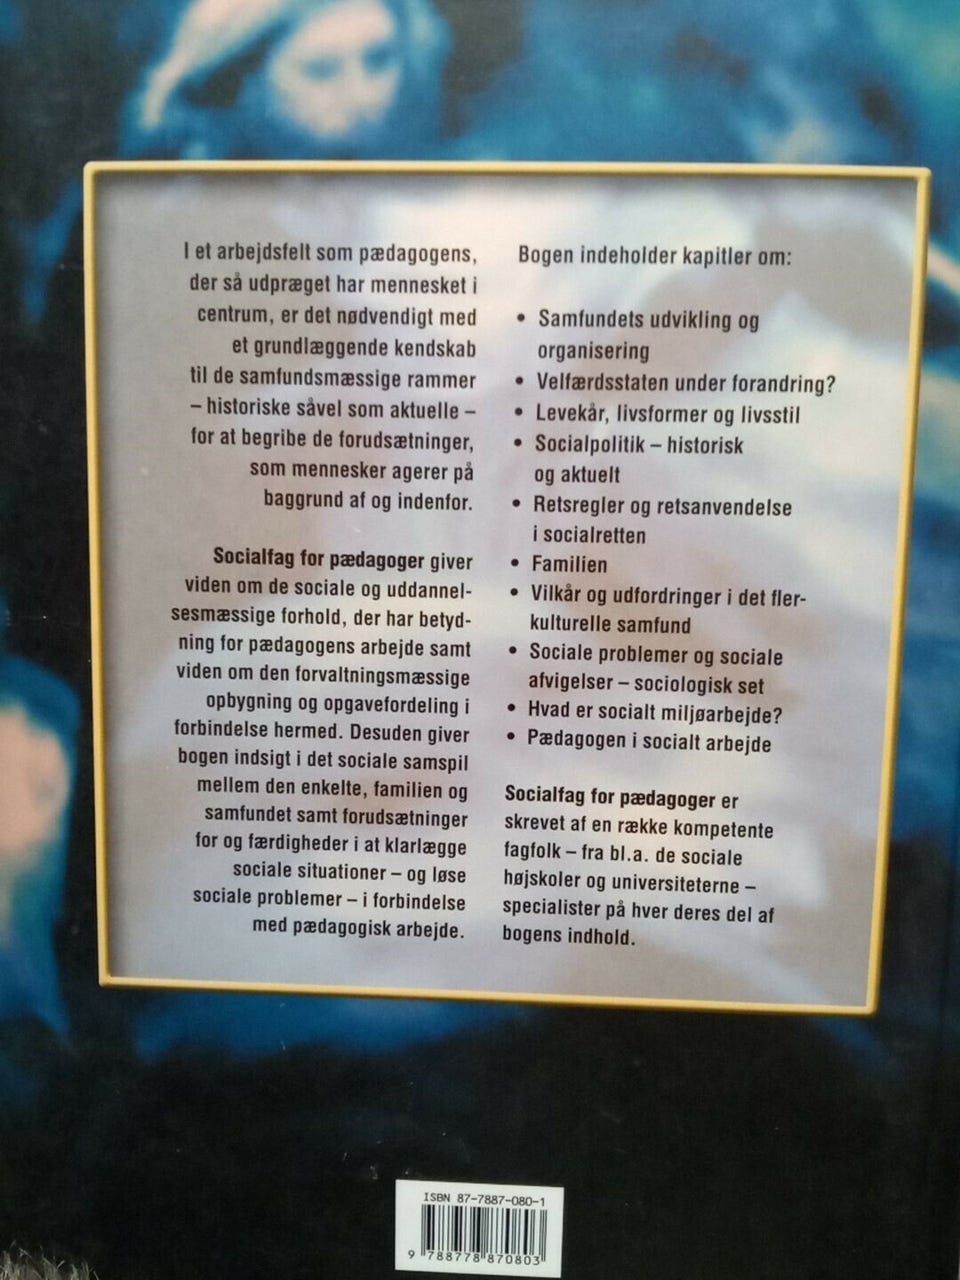 I et arbejdsfelt som pædagogens,
der så udpræget har mennesket i
centrum, er det nødvendigt med
et grundlæggende kendskab
til de samfundsmæssige rammer
– historiske såvel som aktuelle –
for at begribe de forudsætninger,
som mennesker agerer på
baggrund af og indenfor.
Socialfag for pædagoger giver
viden om de sociale og uddannel-
sesmæssige forhold, der har betyd-
ning for pædagogens arbejde samt
viden om den forvaltningsmæssige
opbygning og opgavefordeling i
forbindelse hermed. Desuden giver
bogen indsigt i det sociale samspil
mellem den enkelte, familien og
samfundet samt forudsætninger
for og færdigheder i at klarlægge
sociale situationer – og løse
sociale problemer – i forbindelse
med pædagogisk arbejde.
Bogen indeholder kapitler om:
• Samfundets udvikling og
organisering
• Velfærdsstaten under forandring?
• Levekår, livsformer og livsstil
• Socialpolitik – historisk
og aktuelt
• Retsregler og retsanvendelse
i socialretten
• Familien
• Vilkår og udfordringer i det fler-
kulturelle samfund
• Sociale problemer og sociale
afvigelser – sociologisk set
• Hvad er socialt miljøarbejde?
• Pædagogen i socialt arbejde
Socialfag for pædagoger er
skrevet af en række kompetente
fagfolk – fra bl.a. de sociale
højskoler og universiteterne –
specialister på hver deres del af
bogens indhold.
ISBN 87-7887-080-1
9 788778 870803